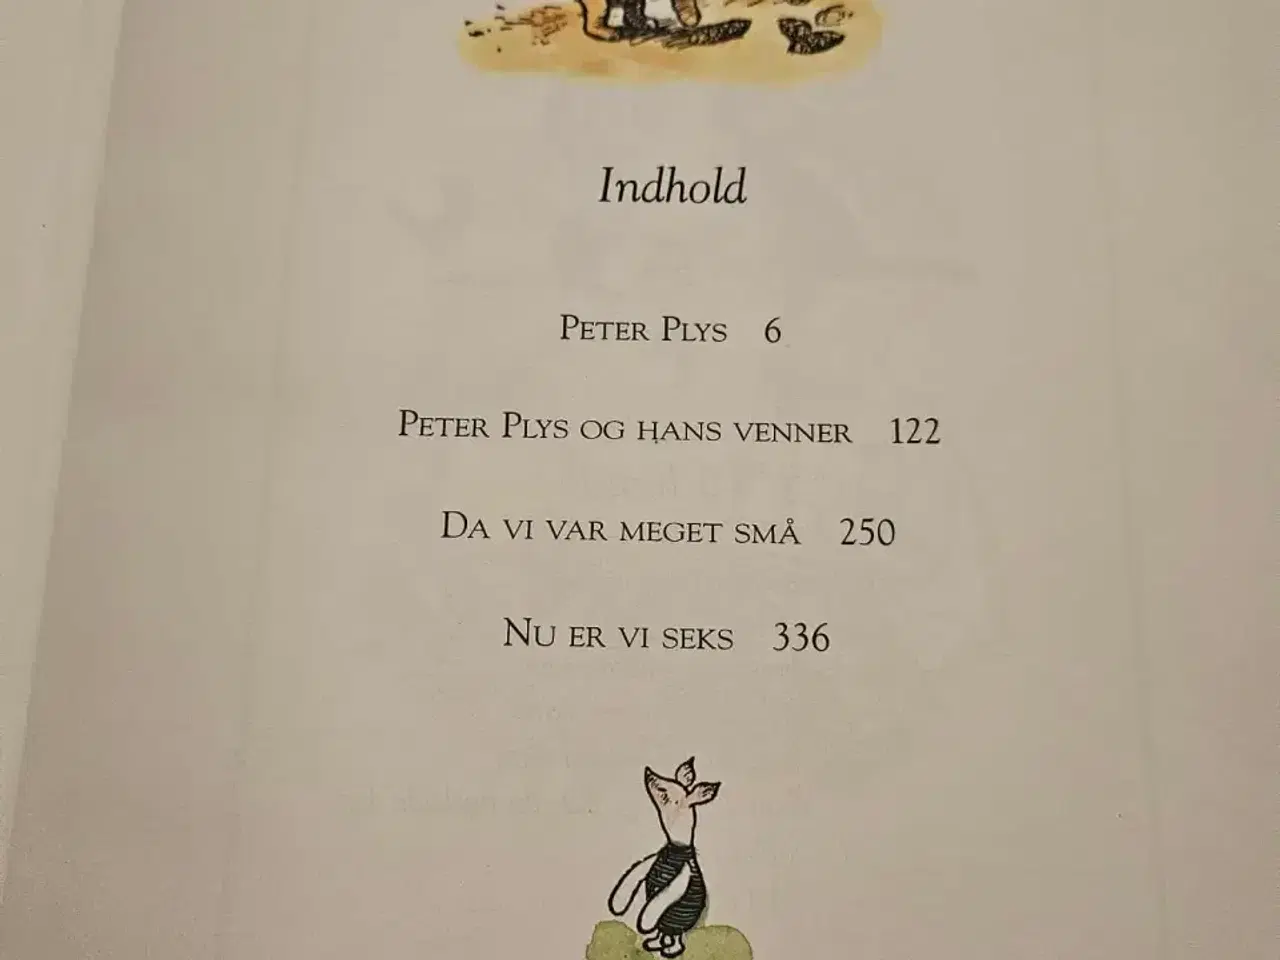 Indhold
Peter Plys 6
Peter Plys og hans venner 122
Da vi var meget små 250
Nu er vi seks 336